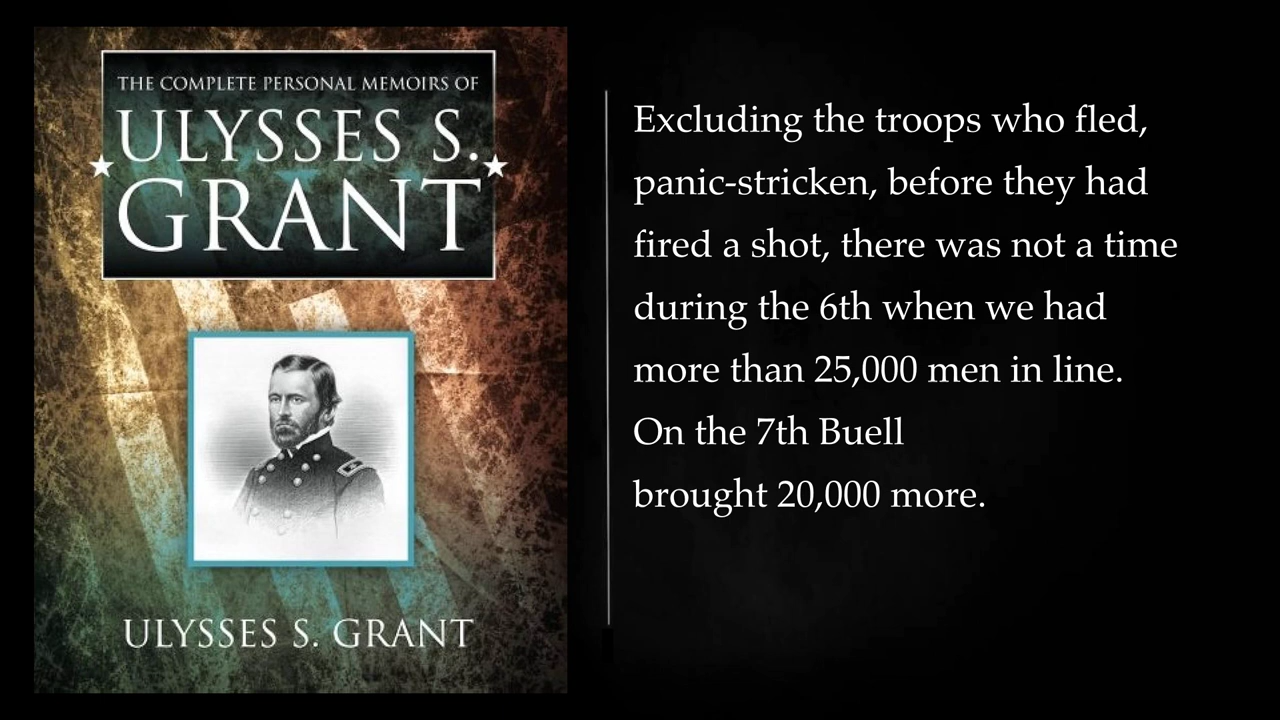 THE COMPLETE PERSONAL MEMOIRS OF
ULYSSES S.
GRANT
ULYSSES S. GRANT
Excluding the troops who fled,
panic-stricken, before they had
fired a shot, there was not a time
during the 6th when we had
more than 25,000 men in line.
On the 7th Buell
brought 20,000 more.